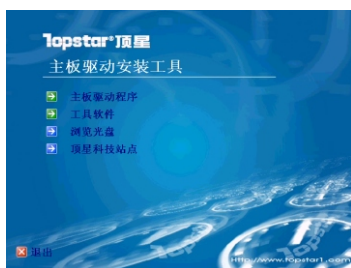 Topstar®顶星
主板驱动安装工具
主板驱动程序
工具软件
浏览光盘
顶星科技站点
退出
Http://www.topstar1.com